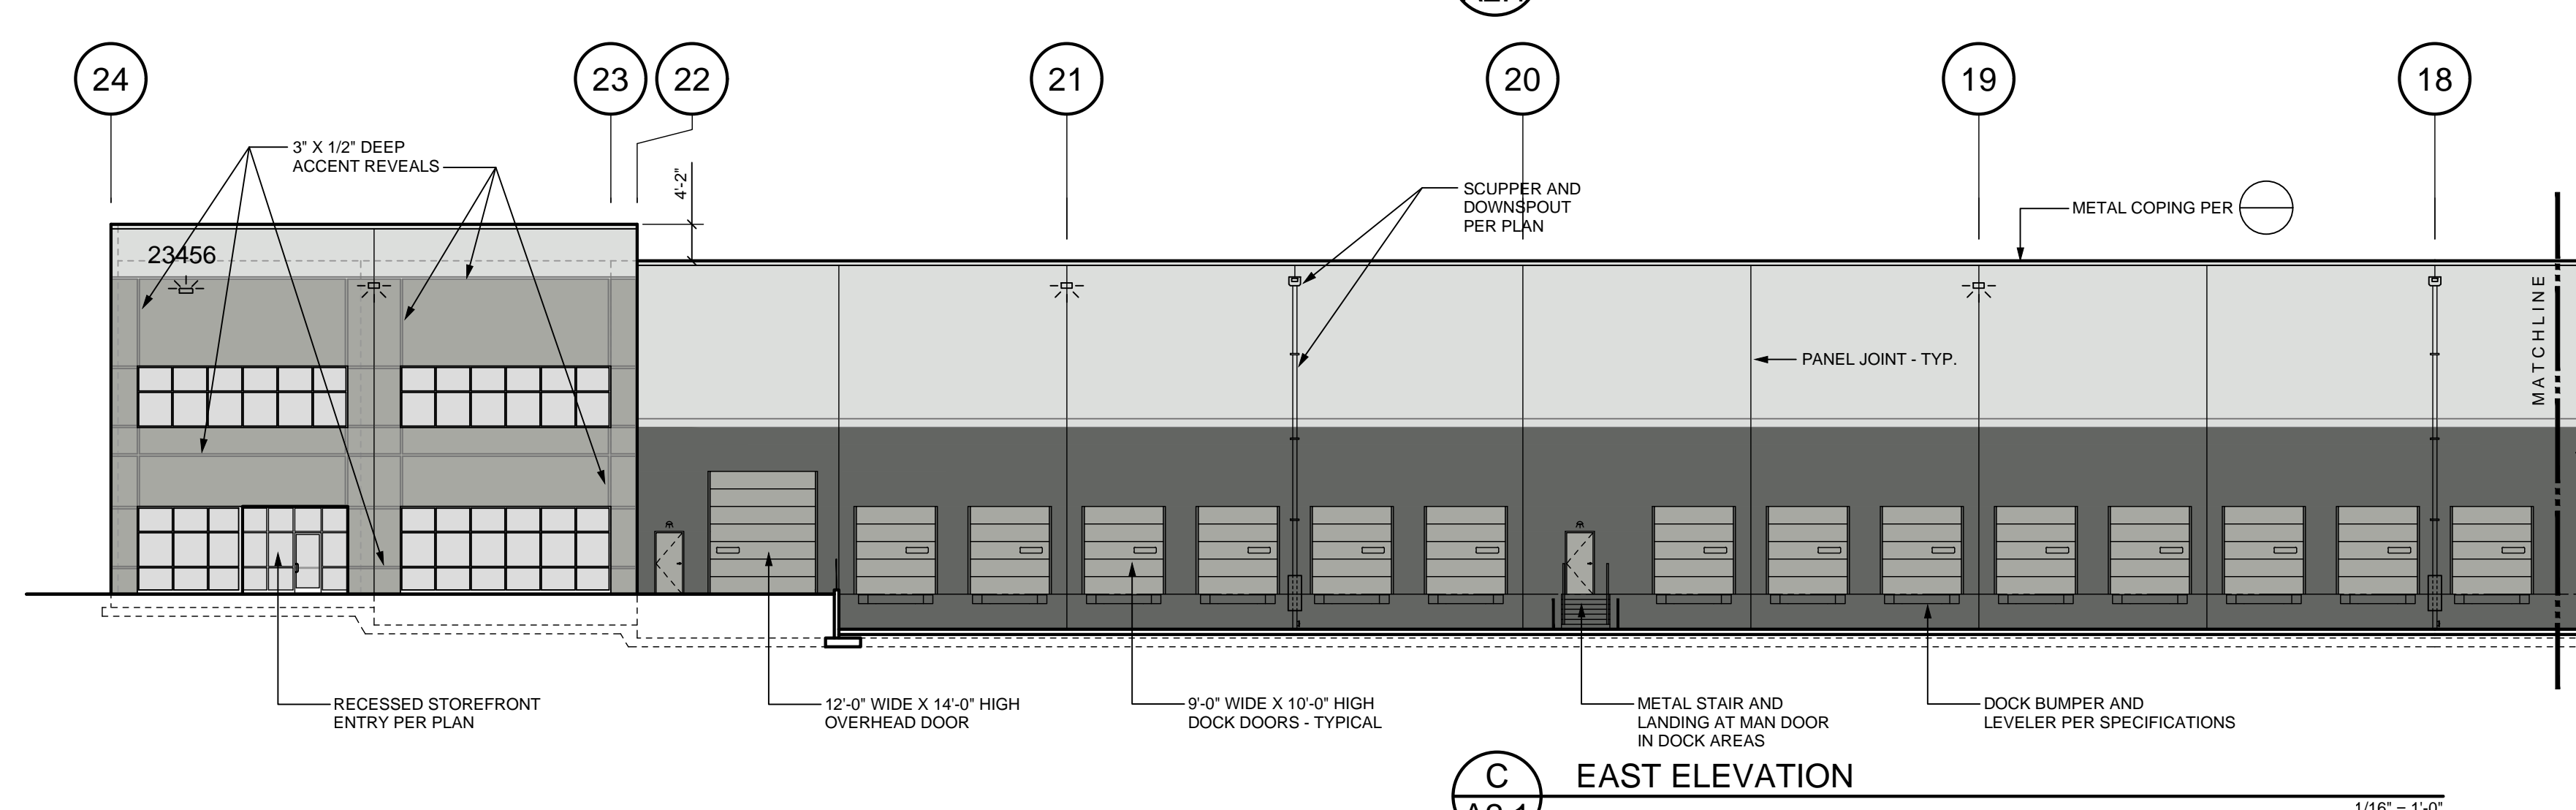 24
23
22
21
20
19
18
3" X 1/2" DEEP
ACCENT REVEALS
4'-2"
SCUPPER AND
DOWNSPOUT
PER PLAN
METAL COPING PER
23456
PANEL JOINT - TYP.
MATCHLINE
RECESSED STOREFRONT
ENTRY PER PLAN
12'-0" WIDE X 14'-0" HIGH
OVERHEAD DOOR
9'-0" WIDE X 10'-0" HIGH
DOCK DOORS - TYPICAL
METAL STAIR AND
LANDING AT MAN DOOR
IN DOCK AREAS
DOCK BUMPER AND
LEVELER PER SPECIFICATIONS
C
EAST ELEVATION
1/16" = 1'-0"